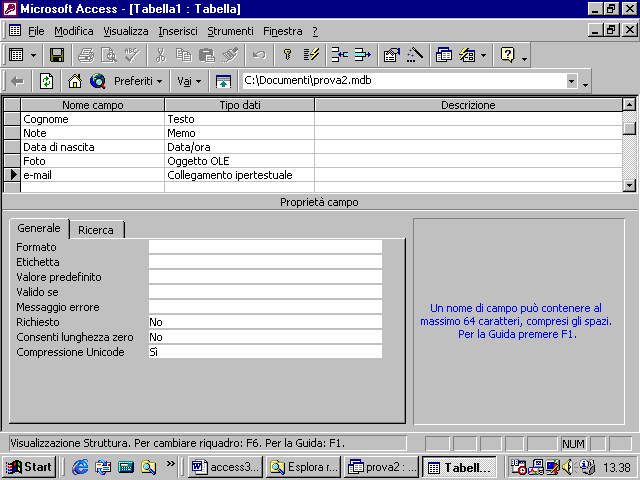 Microsoft Access - [Tabella1 : Tabella]
File Modifica Visualizza Inserisci Strumenti Finestra ?
Preferiti Vai C:\Documenti\prova2.mdb
Nome campo Tipo dati Descrizione
Cognome Testo
Note Memo
Data di nascita Data/ora
Foto Oggetto OLE
e-mail Collegamento ipertestuale
Proprietà campo
Generale Ricerca
Formato
Etichetta
Valore predefinito
Valido se
Messaggio errore
Richiesto No
Consenti lunghezza zero No
Compressione Unicode Sì
Un nome di campo può contenere al
massimo 64 caratteri, compresi gli spazi.
Per la Guida premere F1.
Visualizzazione Struttura. Per cambiare riquadro: F6. Per la Guida: F1. NUM
Start » access3... Esplora r... prova2 : ... Tabell... 13.38